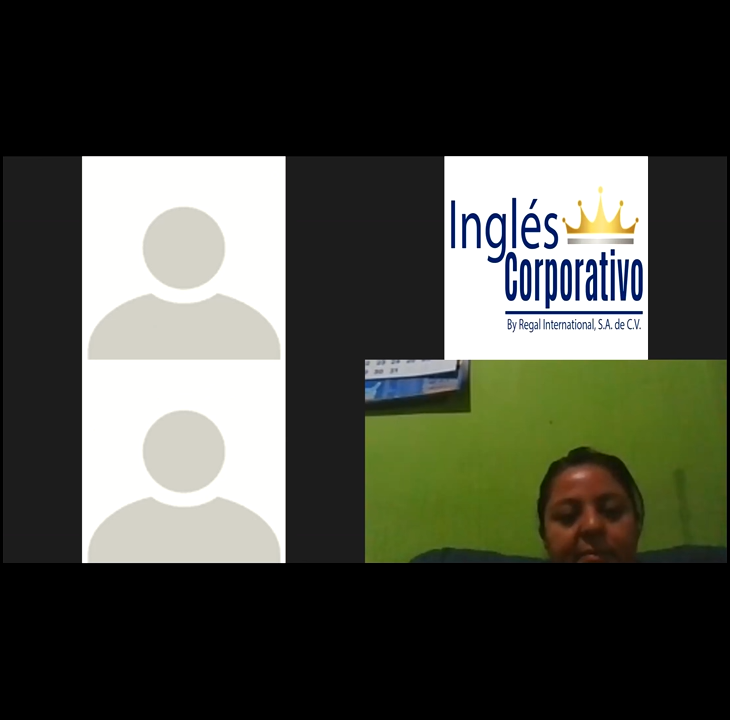 Inglés
Corporativo
By Regal International, S.A. de C.V.